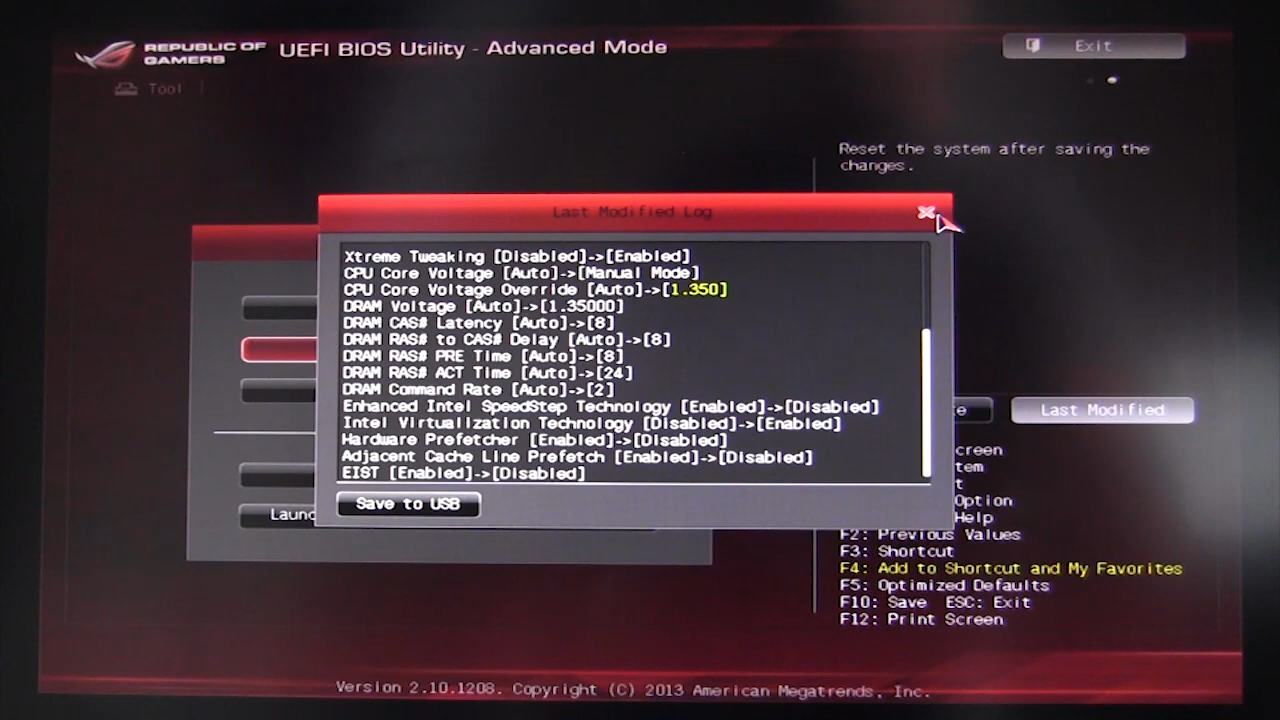 REPUBLIC OF
GAMERS
UEFI BIOS Utility - Advanced Mode
Exit
Tool
Reset the system after saving the
changes.
Last Modified Log
Xtreme Tweaking [Disabled]->[Enabled]
CPU Core Voltage [Auto]->[Manual Mode]
CPU Core Voltage Override [Auto]->[1.350]
DRAM Voltage [Auto]->[1.35000]
DRAM CAS# Latency [Auto]->[8]
DRAM RAS# to CAS# Delay [Auto]->[8]
DRAM RAS# PRE Time [Auto]->[8]
DRAM RAS# ACT Time [Auto]->[24]
DRAM Command Rate [Auto]->[2]
Enhanced Intel SpeedStep Technology [Enabled]->[Disabled]
Intel Virtualization Technology [Disabled]->[Enabled]
Hardware Prefetcher [Enabled]->[Disabled]
Adjacent Cache Line Prefetch [Enabled]->[Disabled]
EIST [Enabled]->[Disabled]
Save to USB
Launc
Last Modified
creen
tem
t
Option
Help
F2: Previous Values
F3: Shortcut
F4: Add to Shortcut and My Favorites
F5: Optimized Defaults
F10: Save ESC: Exit
F12: Print Screen
Version 2.10.1208. Copyright (C) 2013 American Megatrends, Inc.